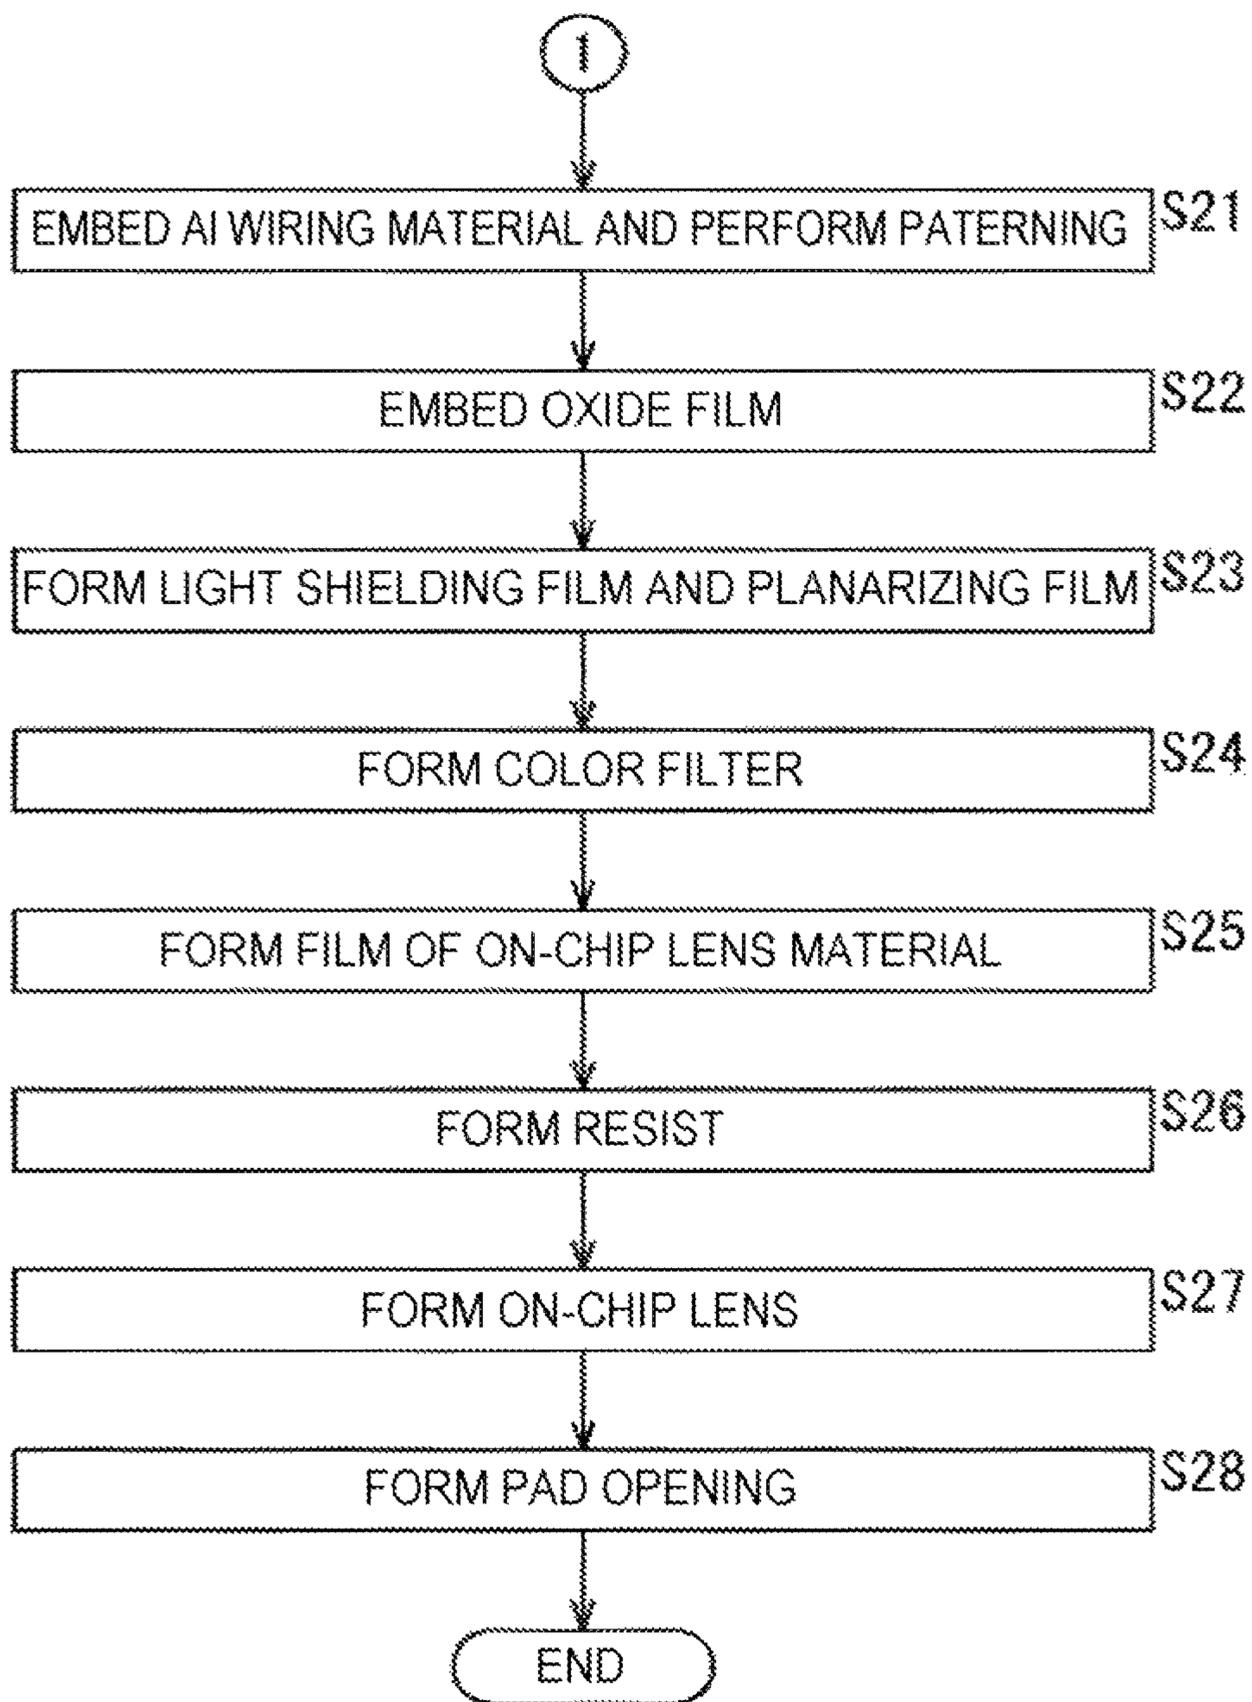 1
EMBED Al WIRING MATERIAL AND PERFORM PATERNING S21
EMBED OXIDE FILM S22
FORM LIGHT SHIELDING FILM AND PLANARIZING FILM S23
FORM COLOR FILTER S24
FORM FILM OF ON-CHIP LENS MATERIAL S25
FORM RESIST S26
FORM ON-CHIP LENS S27
FORM PAD OPENING S28
END